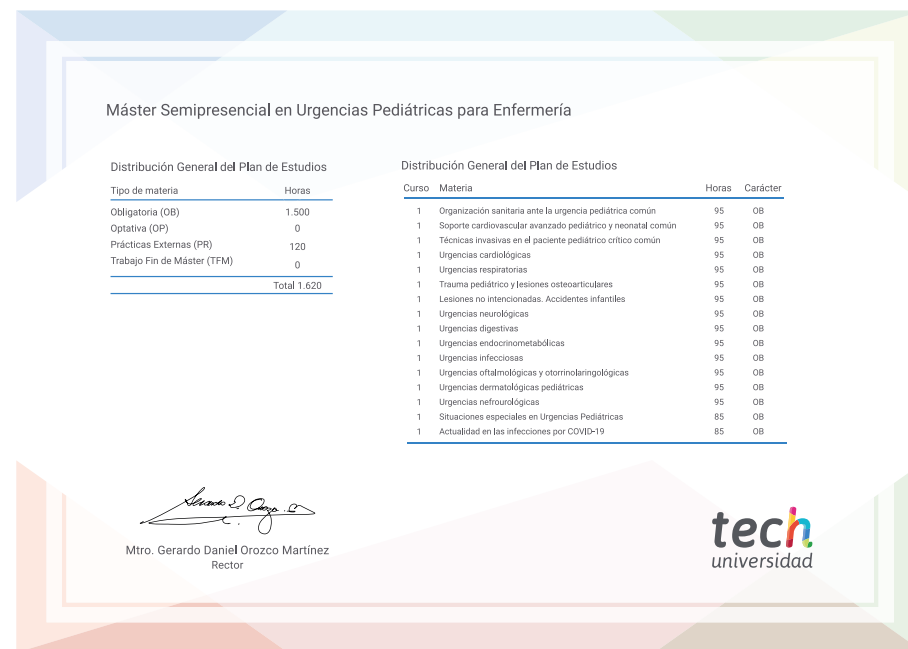 Máster Semipresencial en Urgencias Pediátricas para Enfermería
Distribución General del Plan de Estudios
Tipo de materia Horas
Obligatoria (OB) 1.500
Optativa (OP) 0
Prácticas Externas (PR) 120
Trabajo Fin de Máster (TFM) 0
Total 1.620
Distribución General del Plan de Estudios
Curso Materia Horas Carácter
1 Organización sanitaria ante la urgencia pediátrica común 95 OB
1 Soporte cardiovascular avanzado pediátrico y neonatal común 95 OB
1 Técnicas invasivas en el paciente pediátrico crítico común 95 OB
1 Urgencias cardiológicas 95 OB
1 Urgencias respiratorias 95 OB
1 Trauma pediátrico y lesiones osteoarticulares 95 OB
1 Lesiones no intencionadas. Accidentes infantiles 95 OB
1 Urgencias neurológicas 95 OB
1 Urgencias digestivas 95 OB
1 Urgencias endocrinometabólicas 95 OB
1 Urgencias infecciosas 95 OB
1 Urgencias oftalmológicas y otorrinolaringológicas 95 OB
1 Urgencias dermatológicas pediátricas 95 OB
1 Urgencias nefrourológicas 95 OB
1 Situaciones especiales en Urgencias Pediátricas 85 OB
1 Actualidad en las infecciones por COVID-19 85 OB
Mtro. Gerardo Daniel Orozco Martínez
Rector
tech
universidad